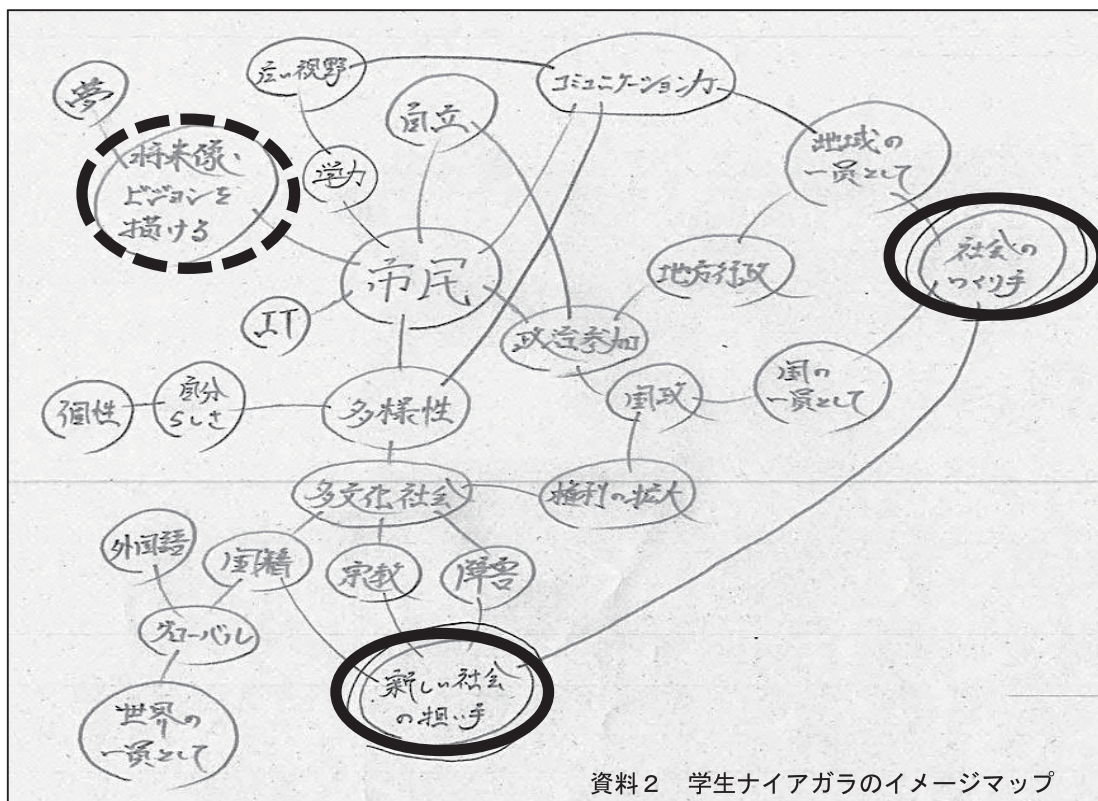 広い視野
コミュニケーション力
夢
自立
将来像、
ビジョンを
描ける
学力
地域の
一員として
社会の
つくり手
市民
地方行政
IT
政治参加
国の
一員として
国政
個性
自分
らしさ
多様性
多文化社会
権利の拡大
外国語
国籍
宗教
障害
グローバル
新しい社会
の担い手
世界の
一員として
資料2 学生ナイアガラのイメージマップ